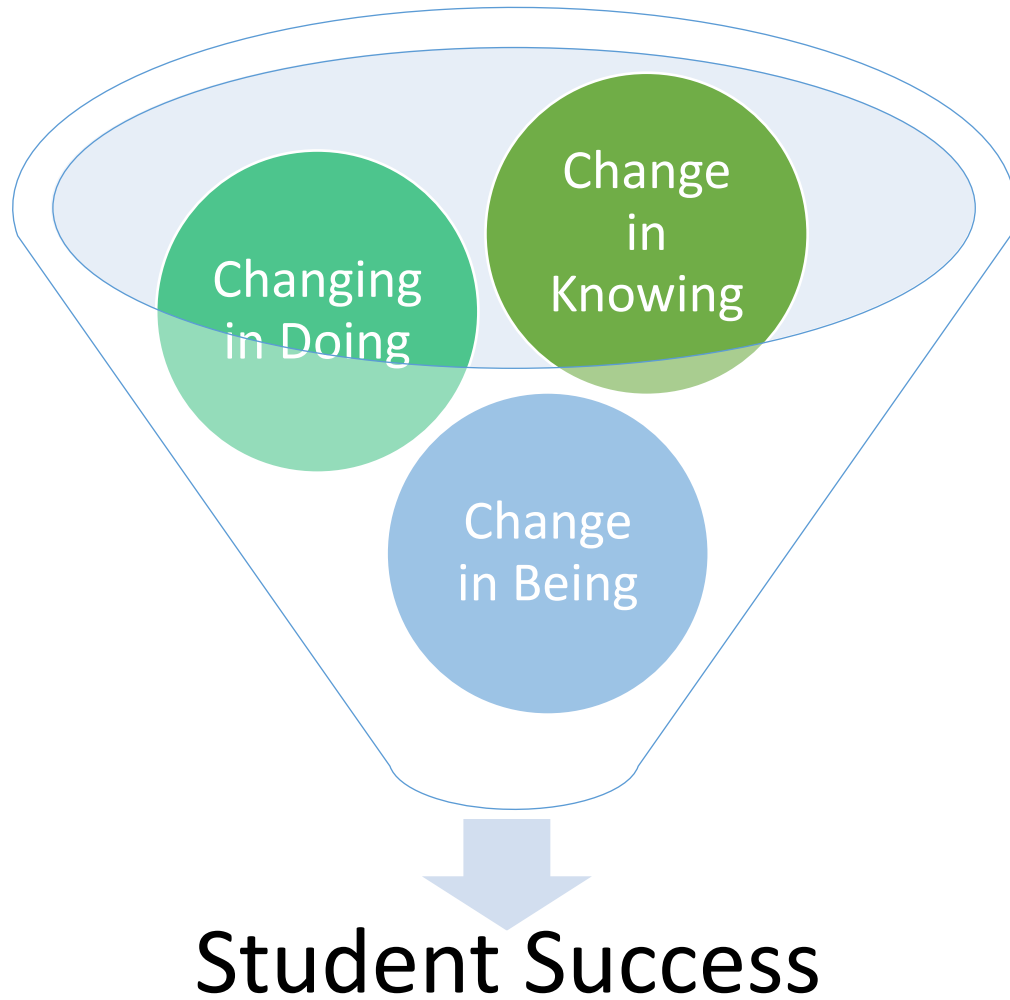 Change
in
Knowing
Changing
in Doing
Change
in Being
Student Success